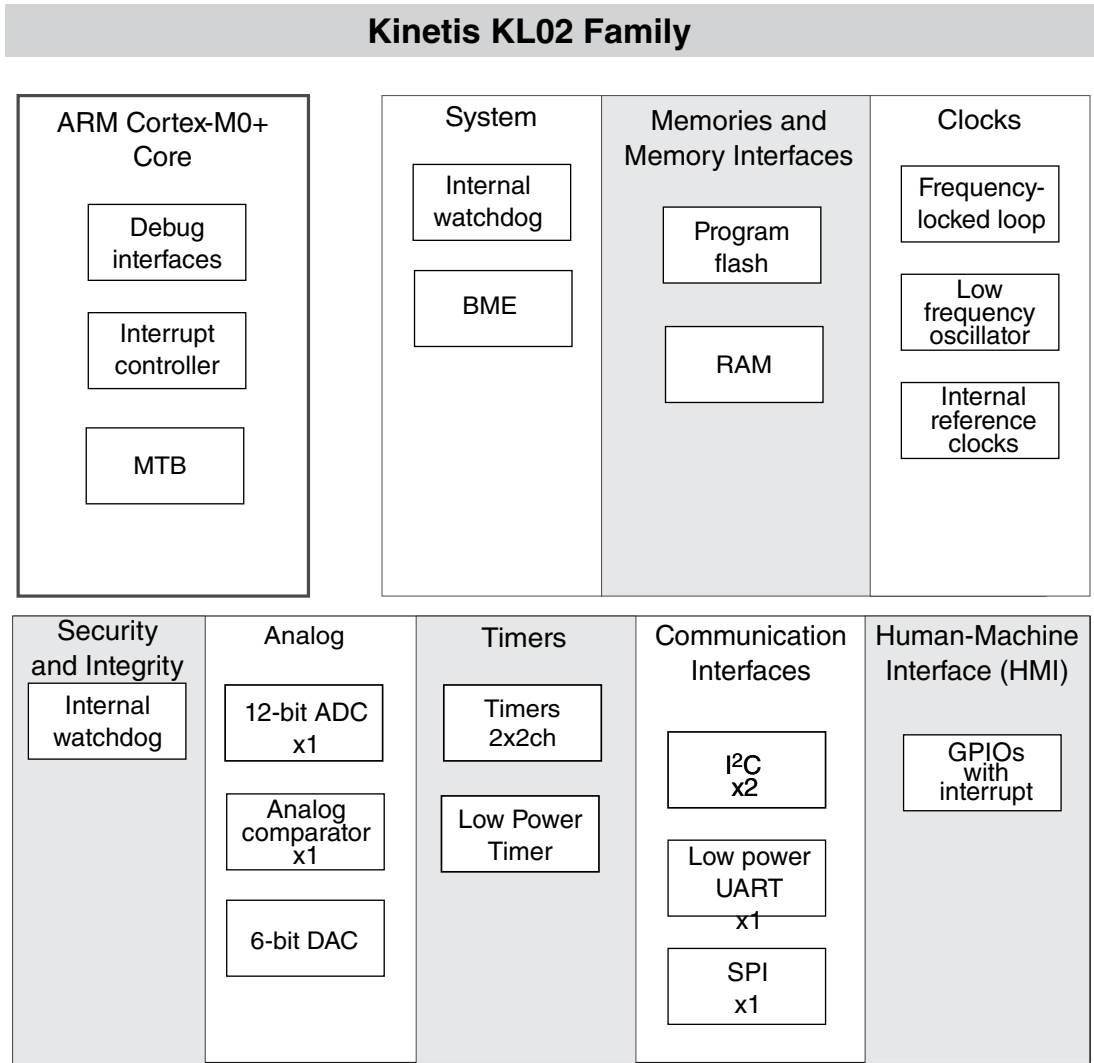 Kinetis KL02 Family
ARM Cortex-M0+
Core
Debug
interfaces
Interrupt
controller
MTB
System
Internal
watchdog
BME
Memories and
Memory Interfaces
Program
flash
RAM
Clocks
Frequency-
locked loop
Low
frequency
oscillator
Internal
reference
clocks
Security
and Integrity
Internal
watchdog
Analog
12-bit ADC
x1
Analog
comparator
x1
6-bit DAC
Timers
Timers
2x2ch
Low Power
Timer
Communication
Interfaces
I²C
x2
Low power
UART
x1
SPI
x1
Human-Machine
Interface (HMI)
GPIOs
with
interrupt